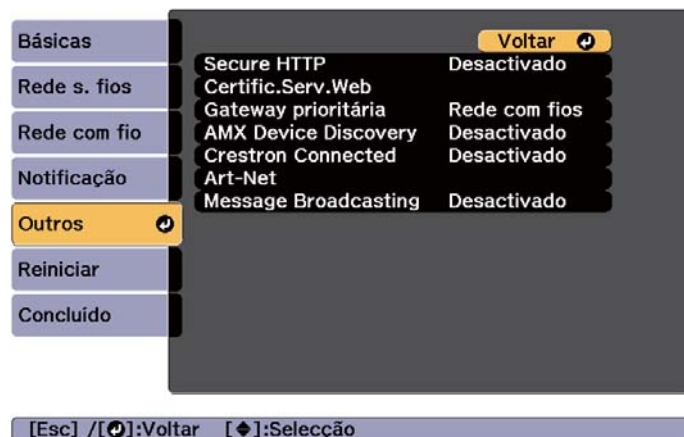 Básicas
Rede s. fios
Rede com fio
Notificação
Outros
Reiniciar
Concluído
Voltar
Secure HTTP Desactivado
Certific.Serv.Web
Gateway prioritária Rede com fios
AMX Device Discovery Desactivado
Crestron Connected Desactivado
Art-Net
Message Broadcasting Desactivado
[Esc] /[⏎]:Voltar [◆]:Selecção